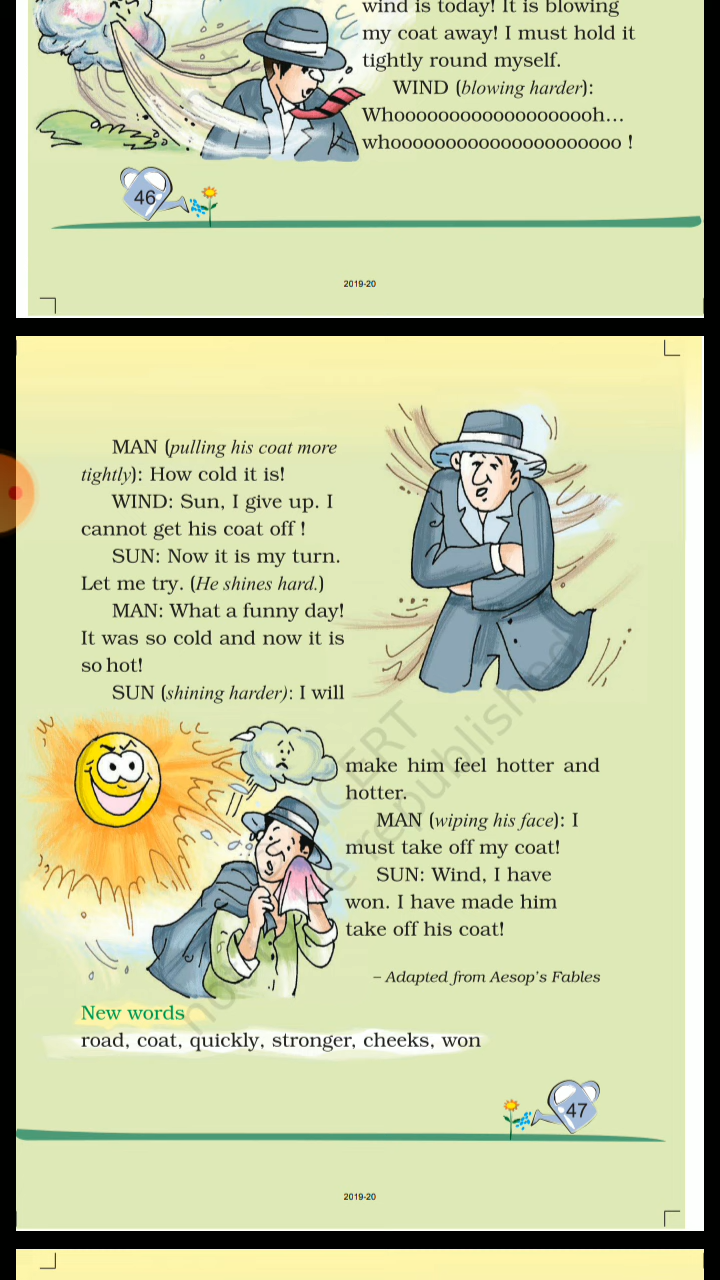 wind is today! It is blowing
my coat away! I must hold it
tightly round myself.
WIND (blowing harder):
Whooooooooooooooooooh...
whooooooooooooooooooooo !
46
2019-20
MAN (pulling his coat more
tightly): How cold it is!
WIND: Sun, I give up. I
cannot get his coat off !
SUN: Now it is my turn.
Let me try. (He shines hard.)
MAN: What a funny day!
It was so cold and now it is
so hot!
SUN (shining harder): I will
make him feel hotter and
hotter.
MAN (wiping his face): I
must take off my coat!
SUN: Wind, I have
won. I have made him
take off his coat!
– Adapted from Aesop's Fables
New words
road, coat, quickly, stronger, cheeks, won
47
2019-20